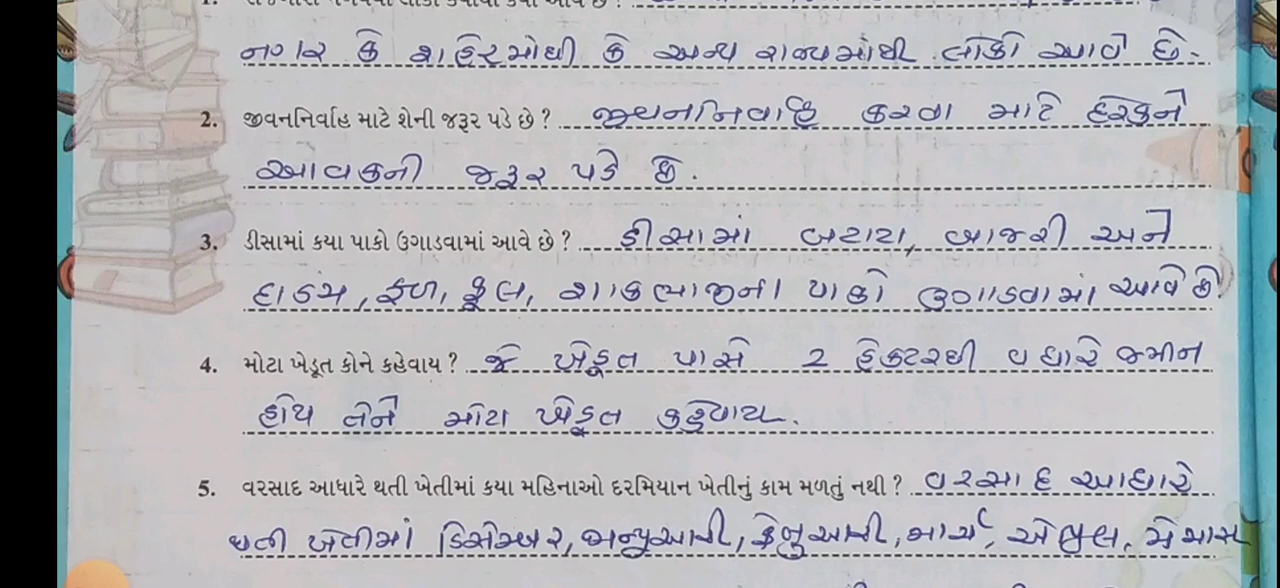 નગર કે શહેરમાંથી કે અન્ય રાજ્યમાંથી લોકો આવે છે.
2. જીવનનિર્વાહ માટે શેની જરૂર પડે છે ? જીવનનિર્વાહ કરવા માટે દરેકને
આવકની જરૂર પડે છે.
3. ડીસામાં કયા પાકો ઉગાડવામાં આવે છે ? ડીસામાં બટાટા, બાજરી અને
દાડમ, ફળ, ફૂલ, શાકભાજીના પાકો ઉગાડવામાં આવે છે
4. મોટા ખેડૂત કોને કહેવાય ? જે ખેડૂત પાસે 2 હેકટરથી વધારે જમીન
હોય તેને મોટા ખેડૂત કહેવાય.
5. વરસાદ આધારે થતી ખેતીમાં કયા મહિનાઓ દરમિયાન ખેતીનું કામ મળતું નથી ? વરસાદ આધારે
થતી ખેતીમાં ડિસેમ્બર, જાન્યુઆરી, ફેબ્રુઆરી, માર્ચ, એપ્રિલ, મે માસ